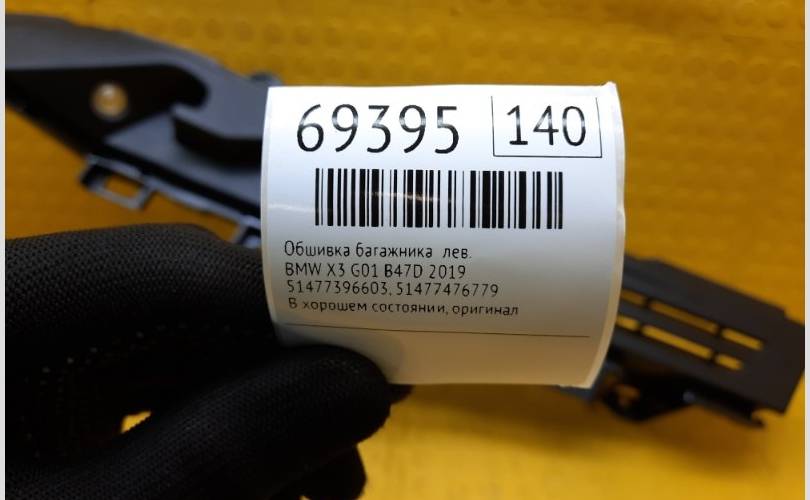 69395 140
Обшивка багажника лев.
BMW X3 G01 B47D 2019
51477396603, 51477476779
В хорошем состоянии, оригинал